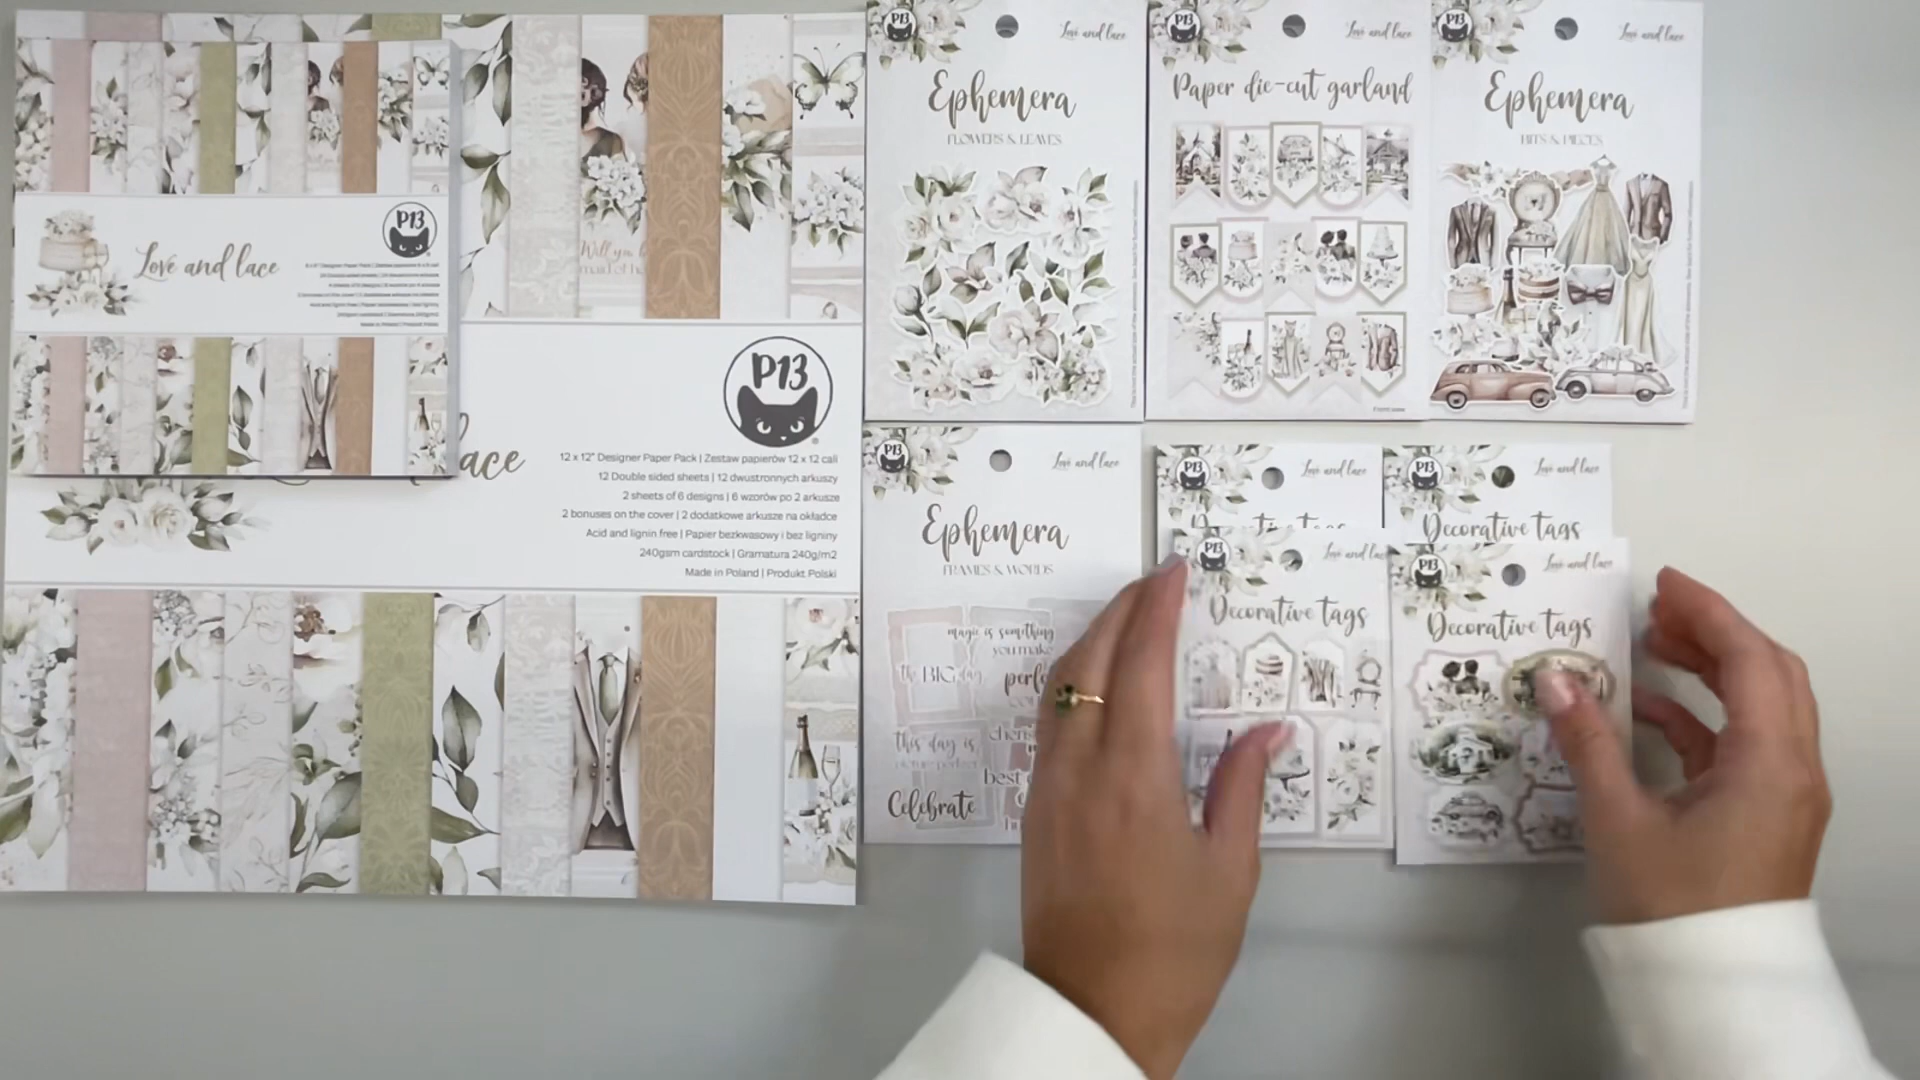 P13
Love and lace
Will you b
maid of h
P13
lace
12 x 12" Designer Paper Pack | Zestaw papierów 12 x 12 cali
12 Double sided sheets | 12 dwustronnych arkuszy
2 sheets of 6 designs | 6 wzorów po 2 arkusze
2 bonuses on the cover | 2 dodatkowe arkusze na okładce
Acid and lignin free | Papier bezkwasowy i bez ligniny
240gsm cardstock | Gramatura 240g/m2
Made in Poland | Produkt Polski
P13
Love and lace
Ephemera
FLOWERS & LEAVES
P13
Love and lace
Paper die-cut garland
P13
Love and lace
Ephemera
BITS & PIECES
P13
Love and lace
Ephemera
FRAMES & WORDS
magic is something
you make
the BIG day
this day is
picture perfect
best
Celebrate
P13
Love and lace
Decorative tags
P13
Love and lace
Decorative tags
P13
Love and lace
Decorative tags
P13
Love and lace
Decorative tags